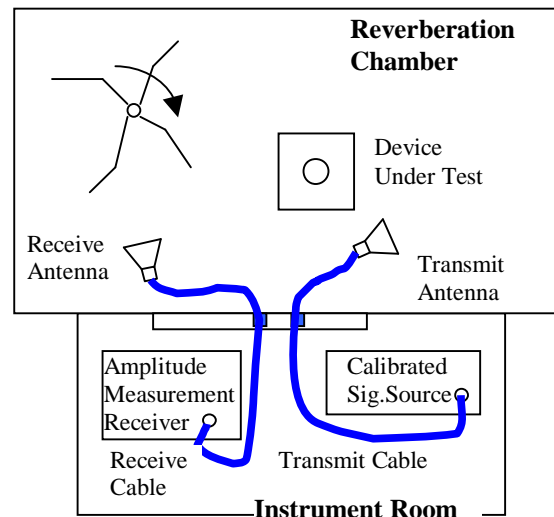 Reverberation
Chamber
Device
Under Test
Receive
Antenna
Transmit
Antenna
Amplitude
Measurement
Receiver
Calibrated
Sig.Source
Receive
Cable
Transmit Cable
Instrument Room